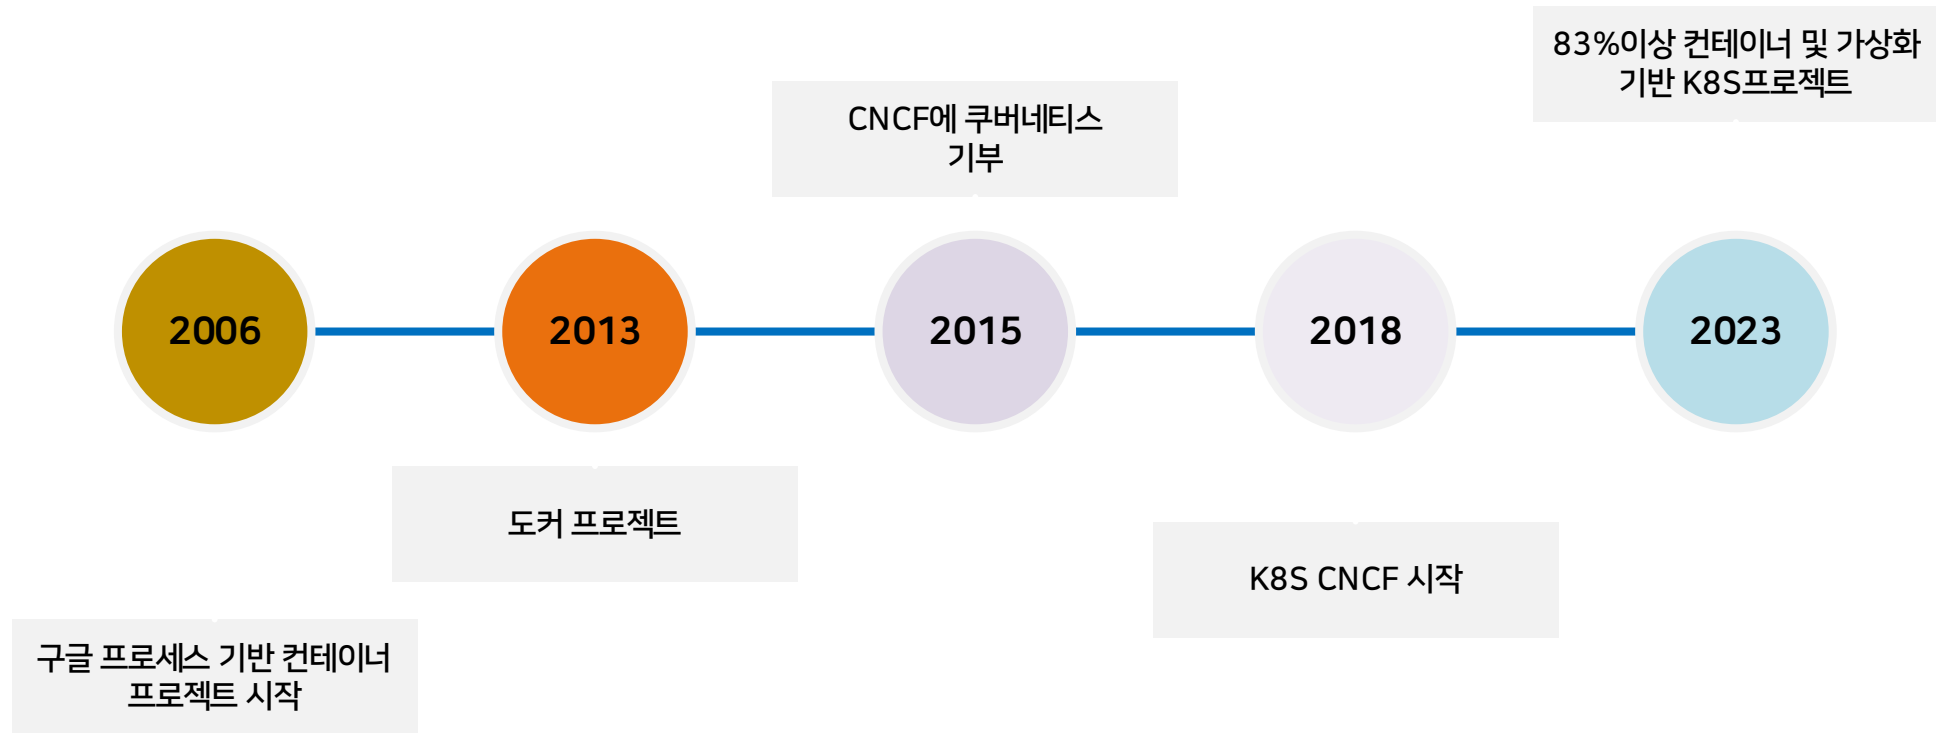 83%이상 컨테이너 및 가상화
기반 K8S프로젝트
CNCF에 쿠버네티스
기부
2006
2013
2015
2018
2023
도커 프로젝트
K8S CNCF 시작
구글 프로세스 기반 컨테이너
프로젝트 시작